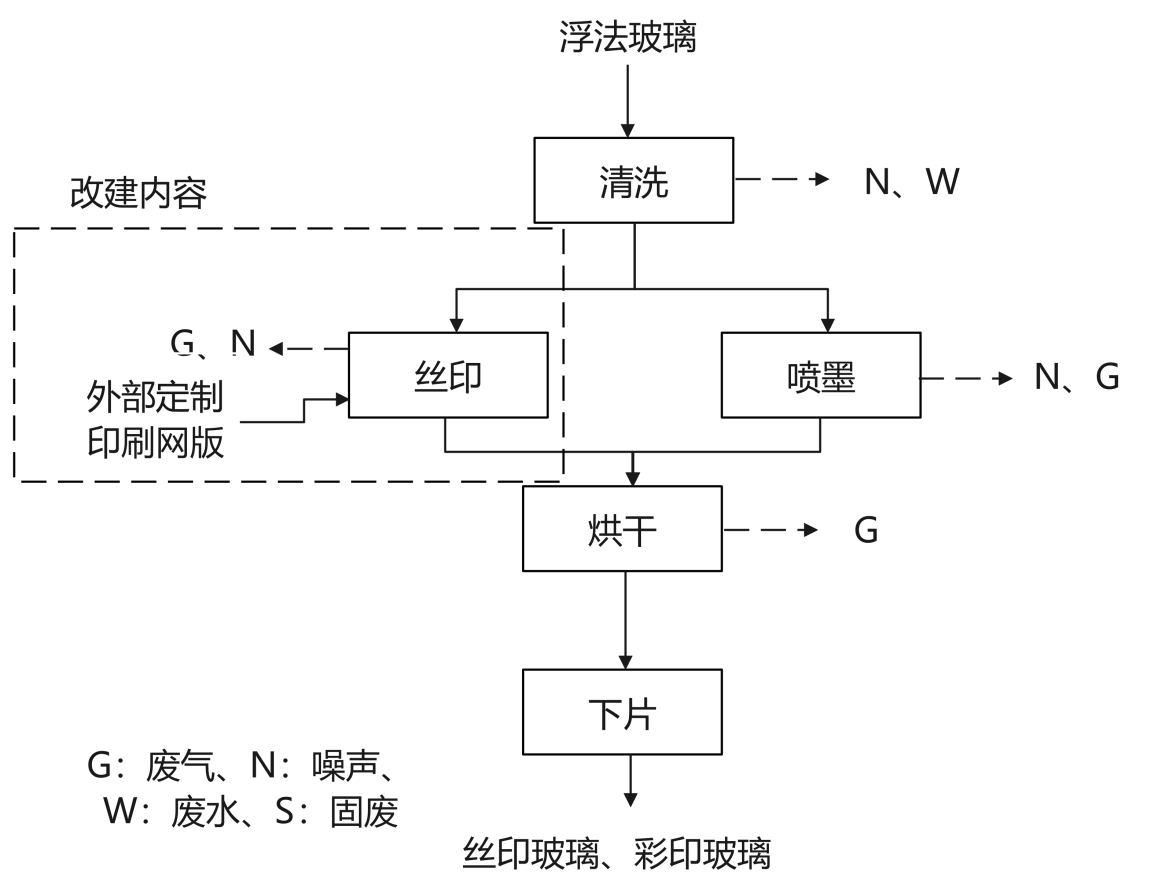 浮法玻璃
清洗
N、W
改建内容
G、N
丝印
喷墨
N、G
外部定制
印刷网版
烘干
G
下片
G：废气、N：噪声、
W：废水、S：固废
丝印玻璃、彩印玻璃